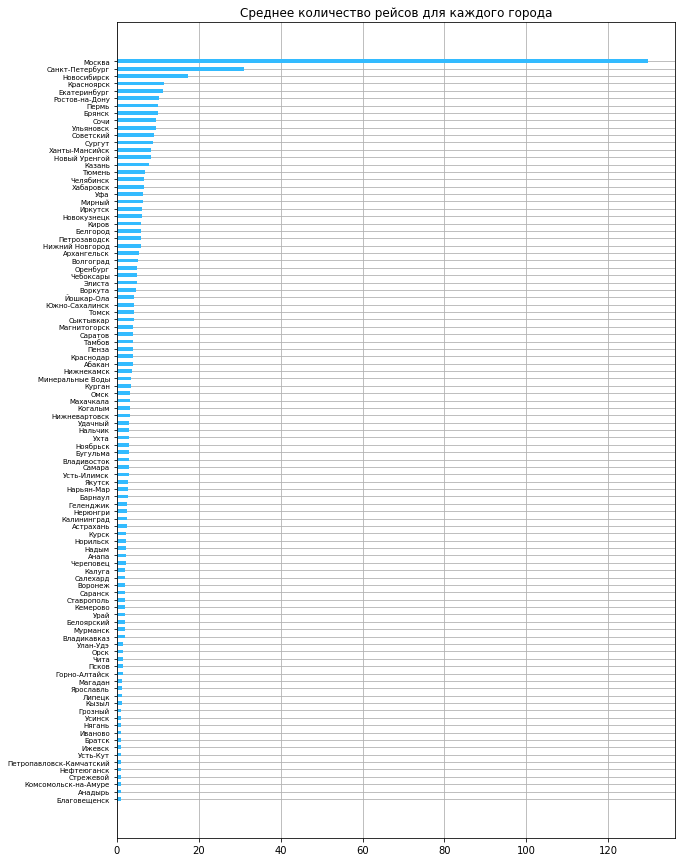 Среднее количество рейсов для каждого города
Москва
Санкт-Петербург
Новосибирск
Красноярск
Екатеринбург
Ростов-на-Дону
Пермь
Брянск
Сочи
Ульяновск
Советский
Сургут
Ханты-Мансийск
Новый Уренгой
Казань
Тюмень
Челябинск
Хабаровск
Уфа
Мирный
Иркутск
Новокузнецк
Киров
Белгород
Петрозаводск
Нижний Новгород
Архангельск
Волгоград
Оренбург
Чебоксары
Элиста
Воркута
Йошкар-Ола
Южно-Сахалинск
Томск
Сыктывкар
Магнитогорск
Саратов
Тамбов
Пенза
Краснодар
Абакан
Нижнекамск
Минеральные Воды
Курган
Омск
Махачкала
Когалым
Нижневартовск
Удачный
Нальчик
Ухта
Ноябрьск
Бугульма
Владивосток
Самара
Усть-Илимск
Якутск
Нарьян-Мар
Барнаул
Геленджик
Нерюнгри
Калининград
Астрахань
Курск
Норильск
Надым
Анапа
Череповец
Калуга
Салехард
Воронеж
Саранск
Ставрополь
Кемерово
Урай
Белоярский
Мурманск
Владикавказ
Улан-Удэ
Орск
Чита
Псков
Горно-Алтайск
Магадан
Ярославль
Липецк
Кызыл
Грозный
Усинск
Нягань
Иваново
Братск
Ижевск
Усть-Кут
Петропавловск-Камчатский
Нефтеюганск
Стрежевой
Комсомольск-на-Амуре
Анадырь
Благовещенск
0 20 40 60 80 100 120